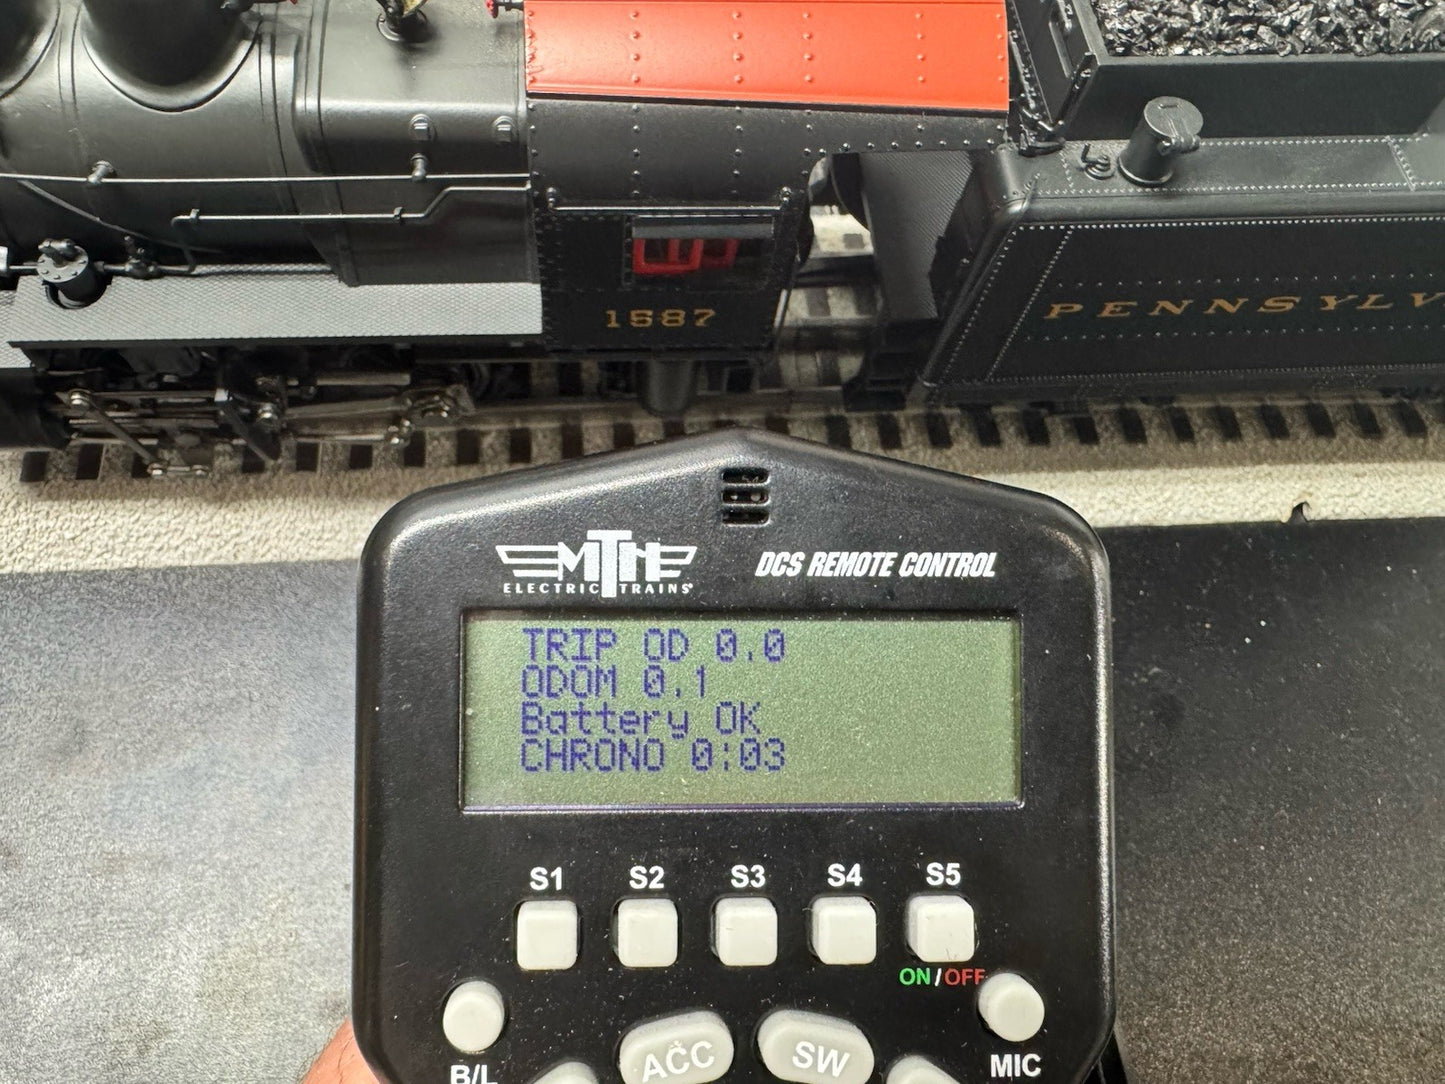 1587
PENNSYLV
MTH
ELECTRIC TRAINS
DCS REMOTE CONTROL
TRIP OD 0.0
ODOM 0.1
Battery OK
CHRONO 0:03
S1 S2 S3 S4 S5
ON/OFF
B/L ACC SW MIC